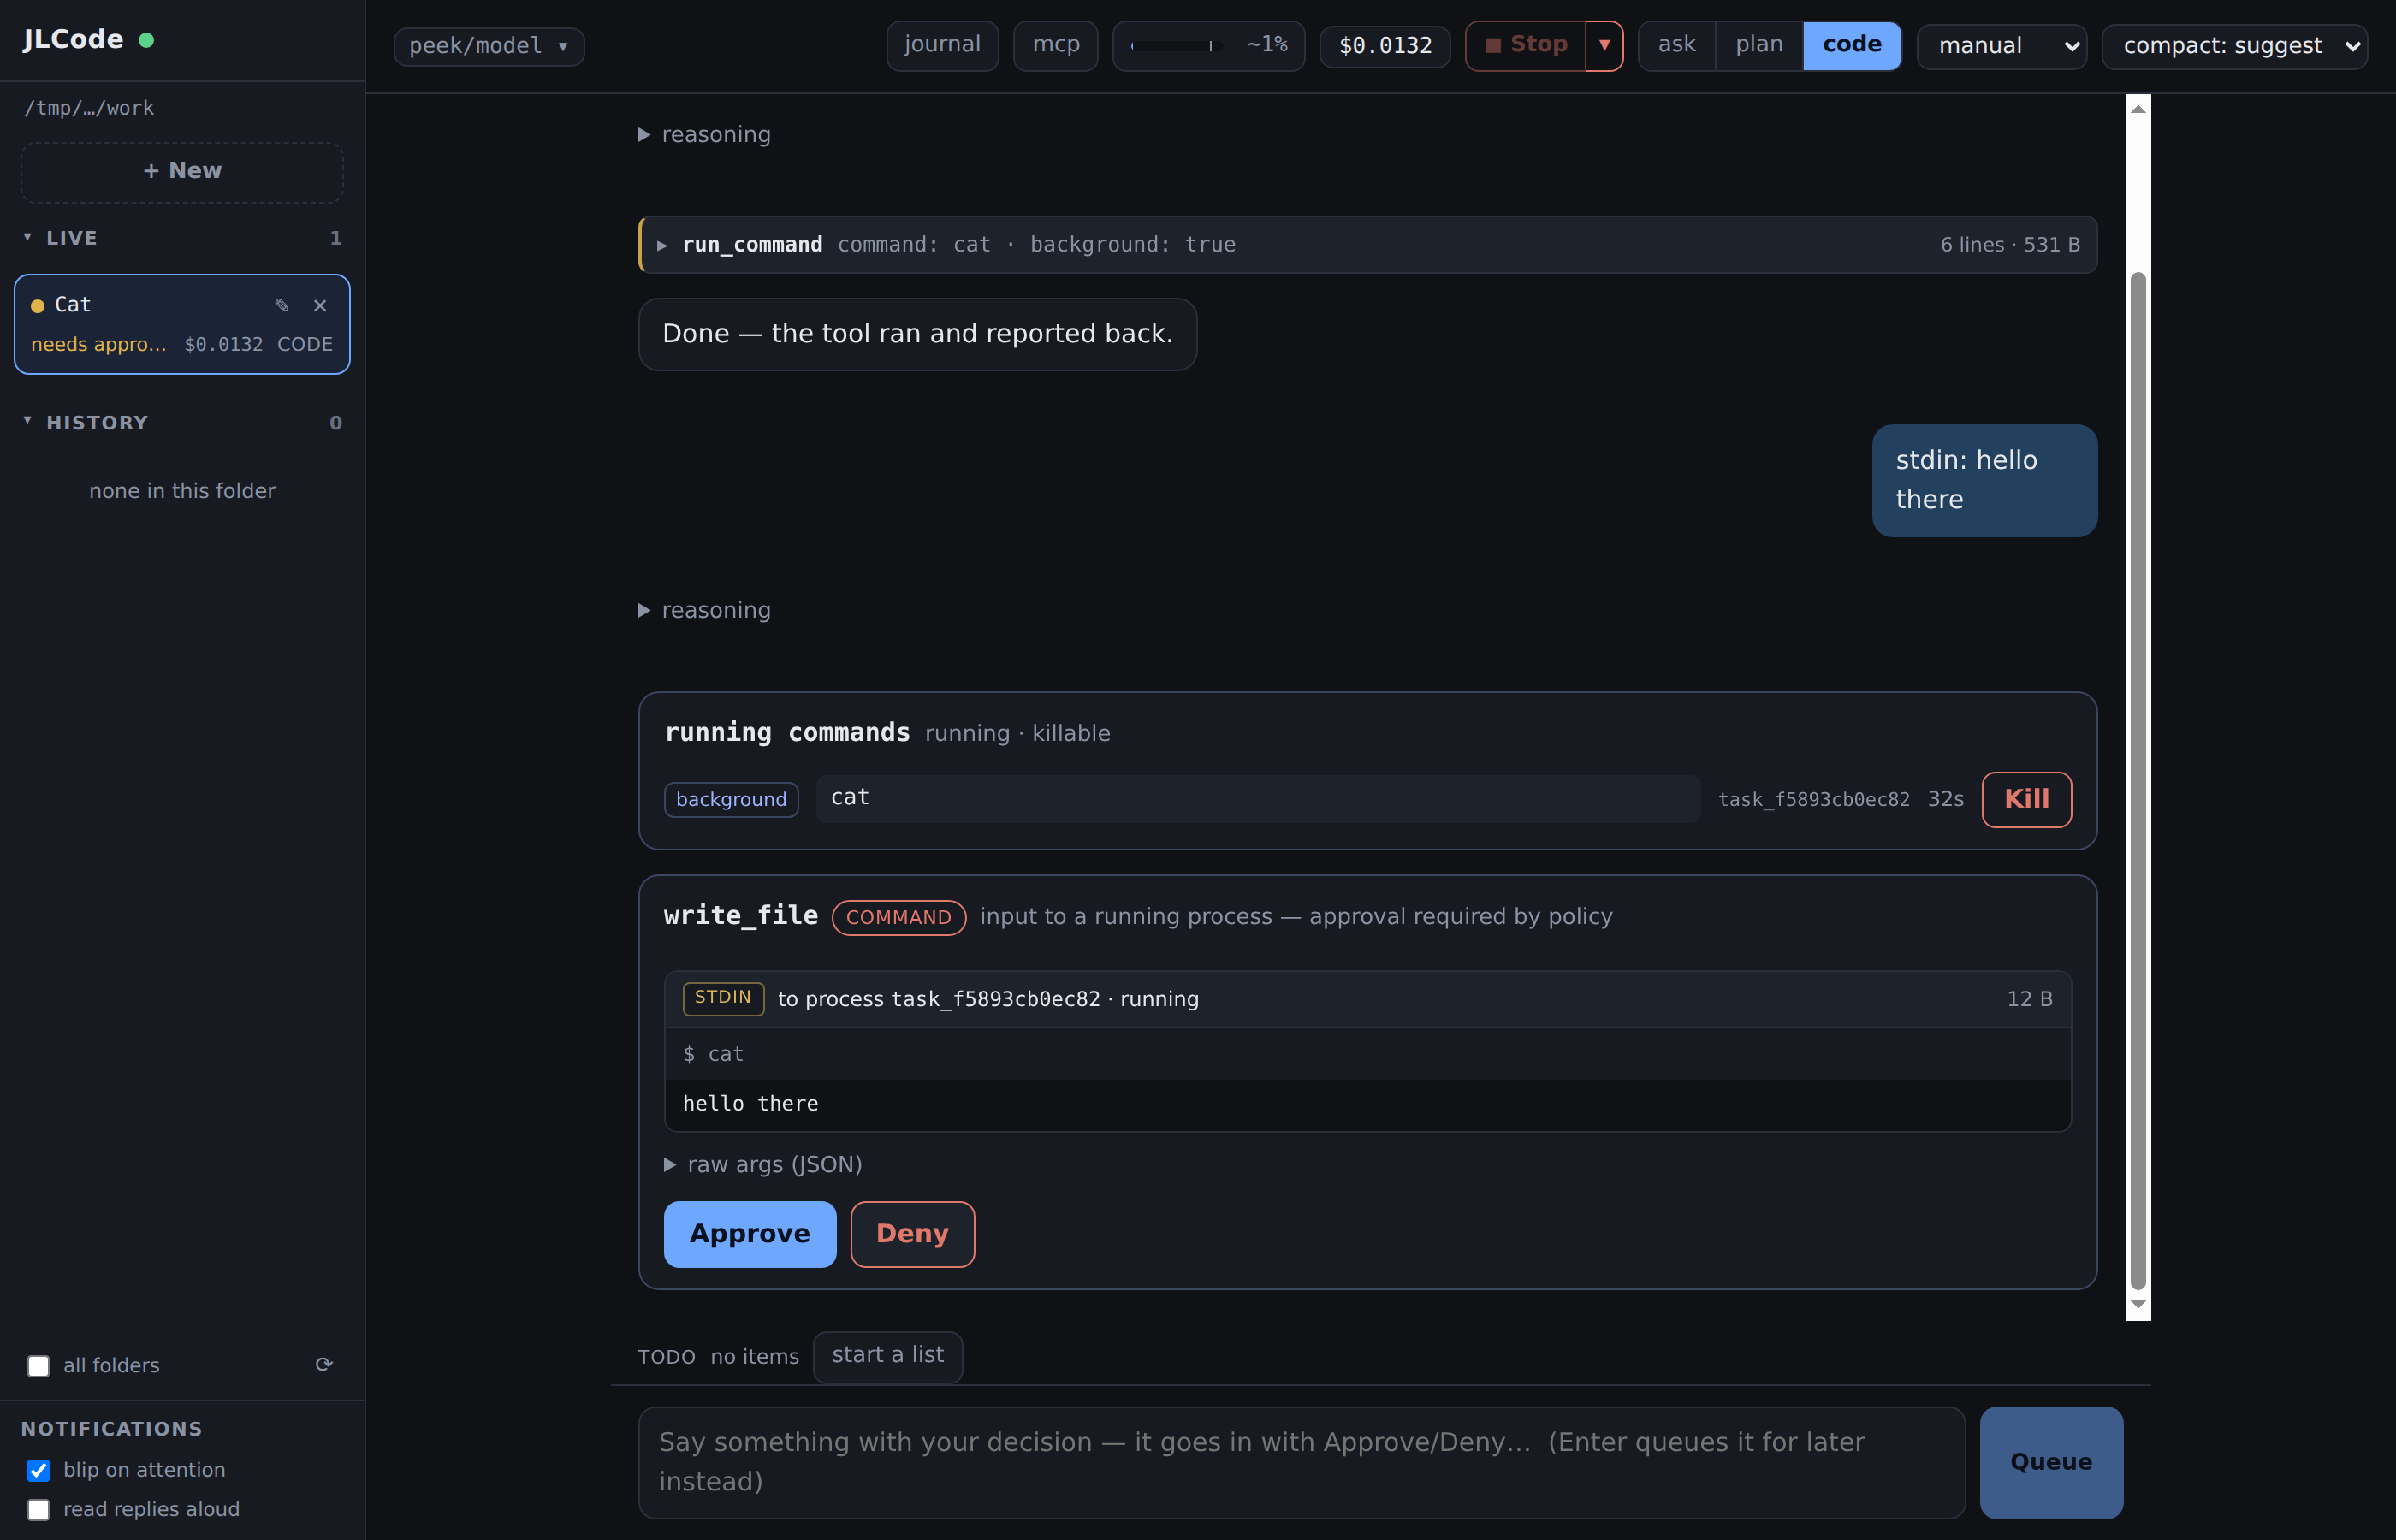 JLCode
/tmp/…/work
+ New
▾ LIVE 1
Cat ✎ ✕
needs appro… $0.0132 CODE
▾ HISTORY 0
none in this folder
all folders ⟳
NOTIFICATIONS
blip on attention
read replies aloud
peek/model ▾
journal mcp ~1% $0.0132 ■ Stop ▾ ask plan code manual compact: suggest
▶ reasoning
▶ run_command command: cat · background: true 6 lines · 531 B
Done — the tool ran and reported back.
stdin: hello
there
▶ reasoning
running commands running · killable
background cat task_f5893cb0ec82 32s Kill
write_file COMMAND input to a running process — approval required by policy
STDIN to process task_f5893cb0ec82 · running 12 B
$ cat
hello there
▶ raw args (JSON)
Approve Deny
TODO no items start a list
Say something with your decision — it goes in with Approve/Deny… (Enter queues it for later
instead)
Queue